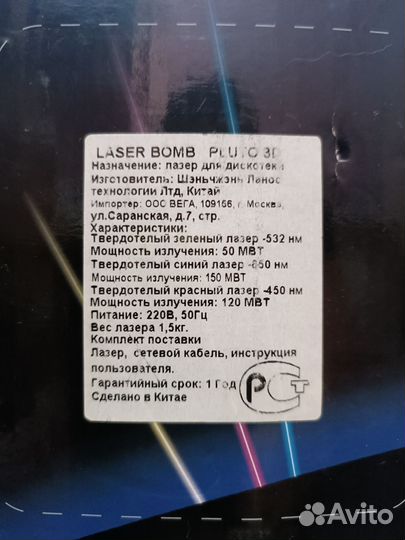 LASER BOMB PLUTO 3D
Назначение: лазер для дискотеки
Изготовитель: Шэньчжэнь Ланос
технологии Лтд, Китай
Импортер: ООС ВЕГА, 109156, г. Москва,
ул.Саранская, д.7, стр.
Характеристики:
Твердотелый зеленый лазер -532 нм
Мощность излучения: 50 МВТ
Твердотелый синий лазер -650 нм
Мощность излучения: 150 МВТ
Твердотелый красный лазер -450 нм
Мощность излучения: 120 МВТ
Питание: 220В, 50Гц
Вес лазера 1,5кг.
Комплект поставки
Лазер, сетевой кабель, инструкция
пользователя.
Гарантийный срок: 1 Год
Сделано в Китае
РСТ
Avito